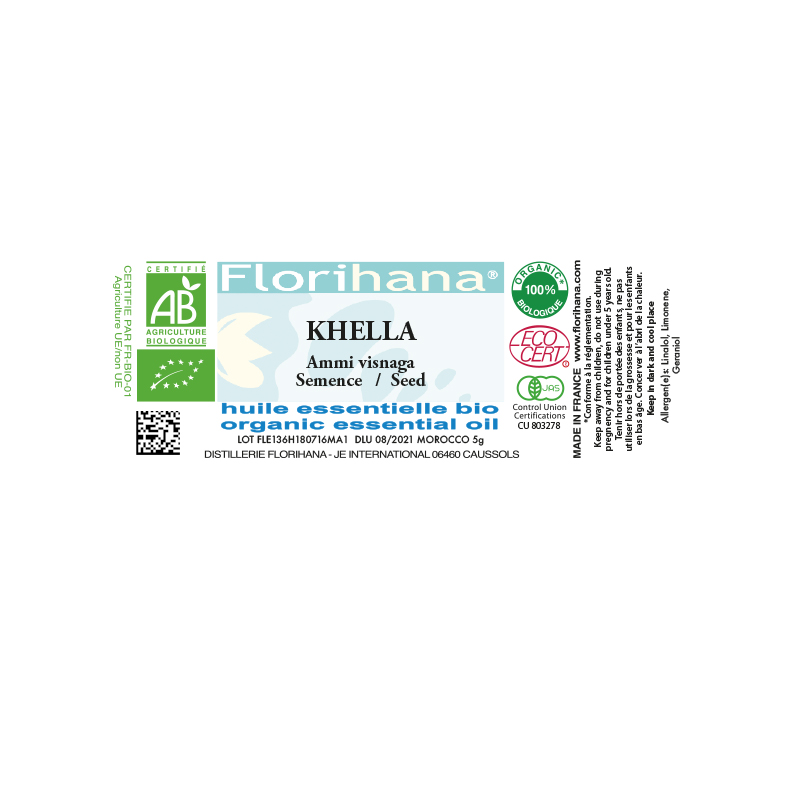 CERTIFIE PAR FR-BIO-01
Agriculture UE/non UE
CERTIFIÉ
AB
AGRICULTURE
BIOLOGIQUE
Florihana®
KHELLA
Ammi visnaga
Semence / Seed
huile essentielle bio
organic essential oil
LOT FLE136H180716MA1 DLU 08/2021 MOROCCO 5g
DISTILLERIE FLORIHANA - JE INTERNATIONAL 06460 CAUSSOLS
ORGANIC*
100%
BIOLOGIQUE
ECO
CERT
JAS
Control Union
Certifications
CU 803278
MADE IN FRANCE www.florihana.com
*Conforme à la réglementation.
Keep away from children, do not use during
pregnancy and for children under 5 years old.
Tenir hors de portée des enfants, ne pas
utiliser lors de la grossesse et pour les enfants
en bas âge. Concerver à l'abri de la chaleur.
Keep in dark and cool place
Allergen(e)s: Linalol, Limonene,
Geraniol